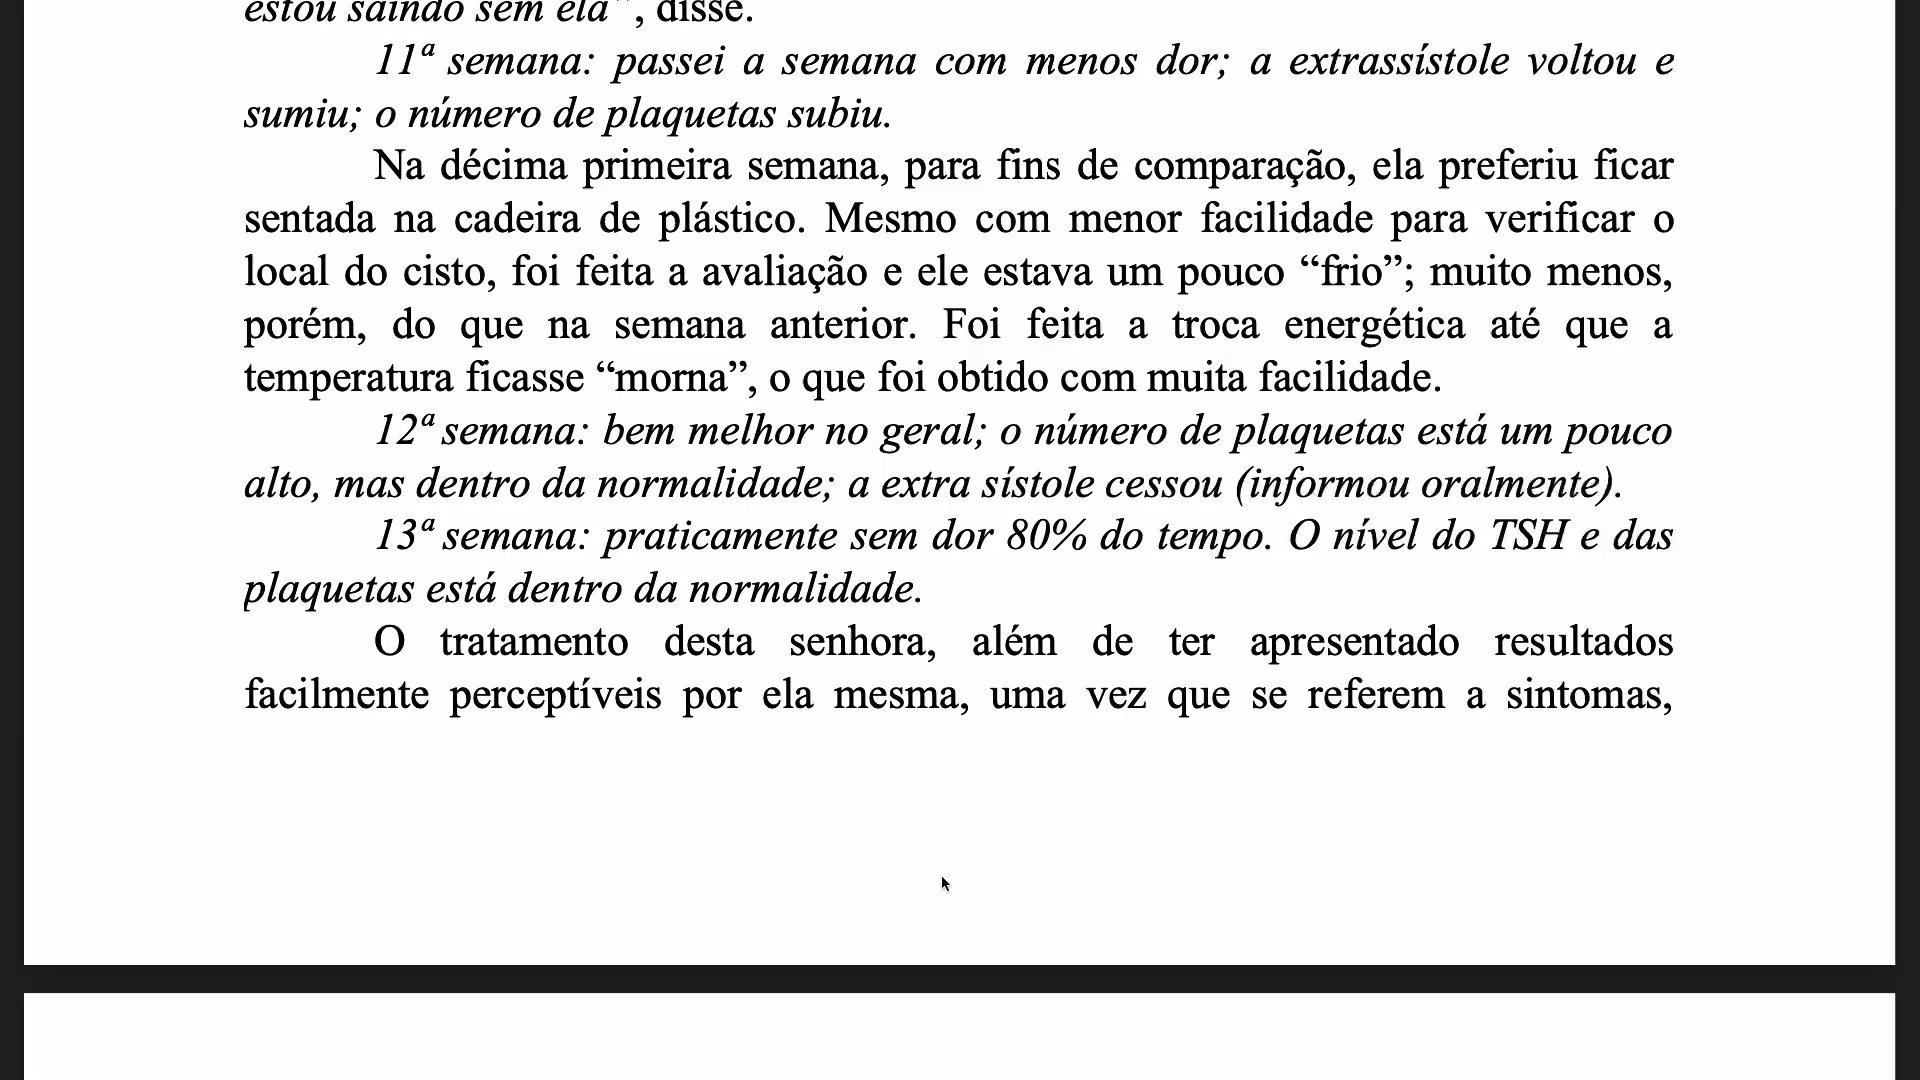 estou saindo sem ela”, disse.
11ª semana: passei a semana com menos dor; a extrassístole voltou e
sumiu; o número de plaquetas subiu.
Na décima primeira semana, para fins de comparação, ela preferiu ficar
sentada na cadeira de plástico. Mesmo com menor facilidade para verificar o
local do cisto, foi feita a avaliação e ele estava um pouco “frio”; muito menos,
porém, do que na semana anterior. Foi feita a troca energética até que a
temperatura ficasse “morna”, o que foi obtido com muita facilidade.
12ª semana: bem melhor no geral; o número de plaquetas está um pouco
alto, mas dentro da normalidade; a extra sístole cessou (informou oralmente).
13ª semana: praticamente sem dor 80% do tempo. O nível do TSH e das
plaquetas está dentro da normalidade.
O tratamento desta senhora, além de ter apresentado resultados
facilmente perceptíveis por ela mesma, uma vez que se referem a sintomas,